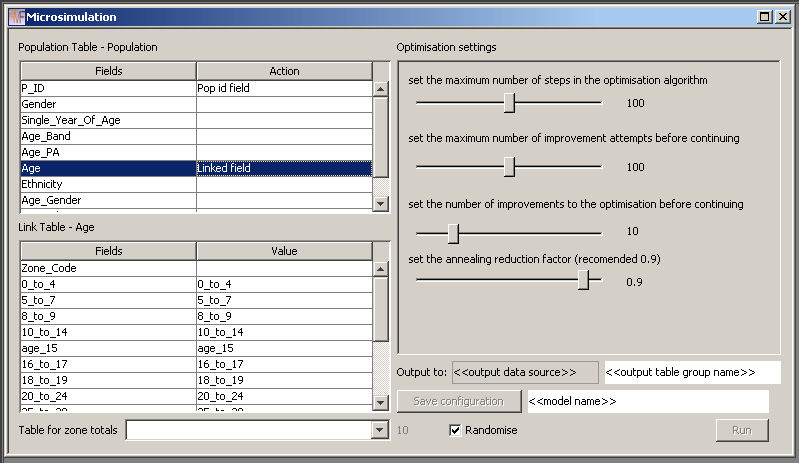 Microsimulation
Population Table - Population
Fields Action
P_ID Pop id field
Gender
Single_Year_Of_Age
Age_Band
Age_PA
Age Linked field
Ethnicity
Age_Gender
Link Table - Age
Fields Value
Zone_Code
0_to_4 0_to_4
5_to_7 5_to_7
8_to_9 8_to_9
10_to_14 10_to_14
age_15 age_15
16_to_17 16_to_17
18_to_19 18_to_19
20_to_24 20_to_24
25_to_29
Table for zone totals 10
Optimisation settings
set the maximum number of steps in the optimisation algorithm
100
set the maximum number of improvement attempts before continuing
100
set the number of improvements to the optimisation before continuing
10
set the annealing reduction factor (recomended 0.9)
0.9
Output to: <<output data source>> <<output table group name>>
Save configuration <<model name>>
Randomise Run